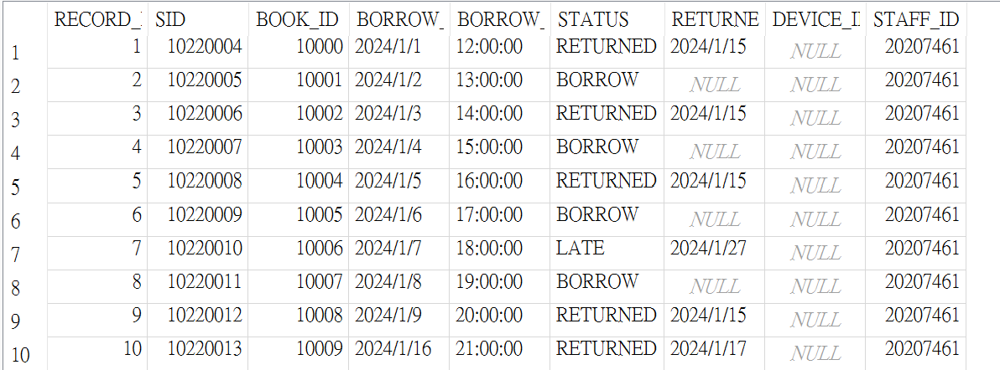 RECORD_ SID BOOK_ID BORROW_ BORROW_ STATUS RETURNE DEVICE_I STAFF_ID
1 1 10220004 10000 2024/1/1 12:00:00 RETURNED 2024/1/15 NULL 20207461
2 2 10220005 10001 2024/1/2 13:00:00 BORROW NULL NULL 20207461
3 3 10220006 10002 2024/1/3 14:00:00 RETURNED 2024/1/15 NULL 20207461
4 4 10220007 10003 2024/1/4 15:00:00 BORROW NULL NULL 20207461
5 5 10220008 10004 2024/1/5 16:00:00 RETURNED 2024/1/15 NULL 20207461
6 6 10220009 10005 2024/1/6 17:00:00 BORROW NULL NULL 20207461
7 7 10220010 10006 2024/1/7 18:00:00 LATE 2024/1/27 NULL 20207461
8 8 10220011 10007 2024/1/8 19:00:00 BORROW NULL NULL 20207461
9 9 10220012 10008 2024/1/9 20:00:00 RETURNED 2024/1/15 NULL 20207461
10 10 10220013 10009 2024/1/16 21:00:00 RETURNED 2024/1/17 NULL 20207461